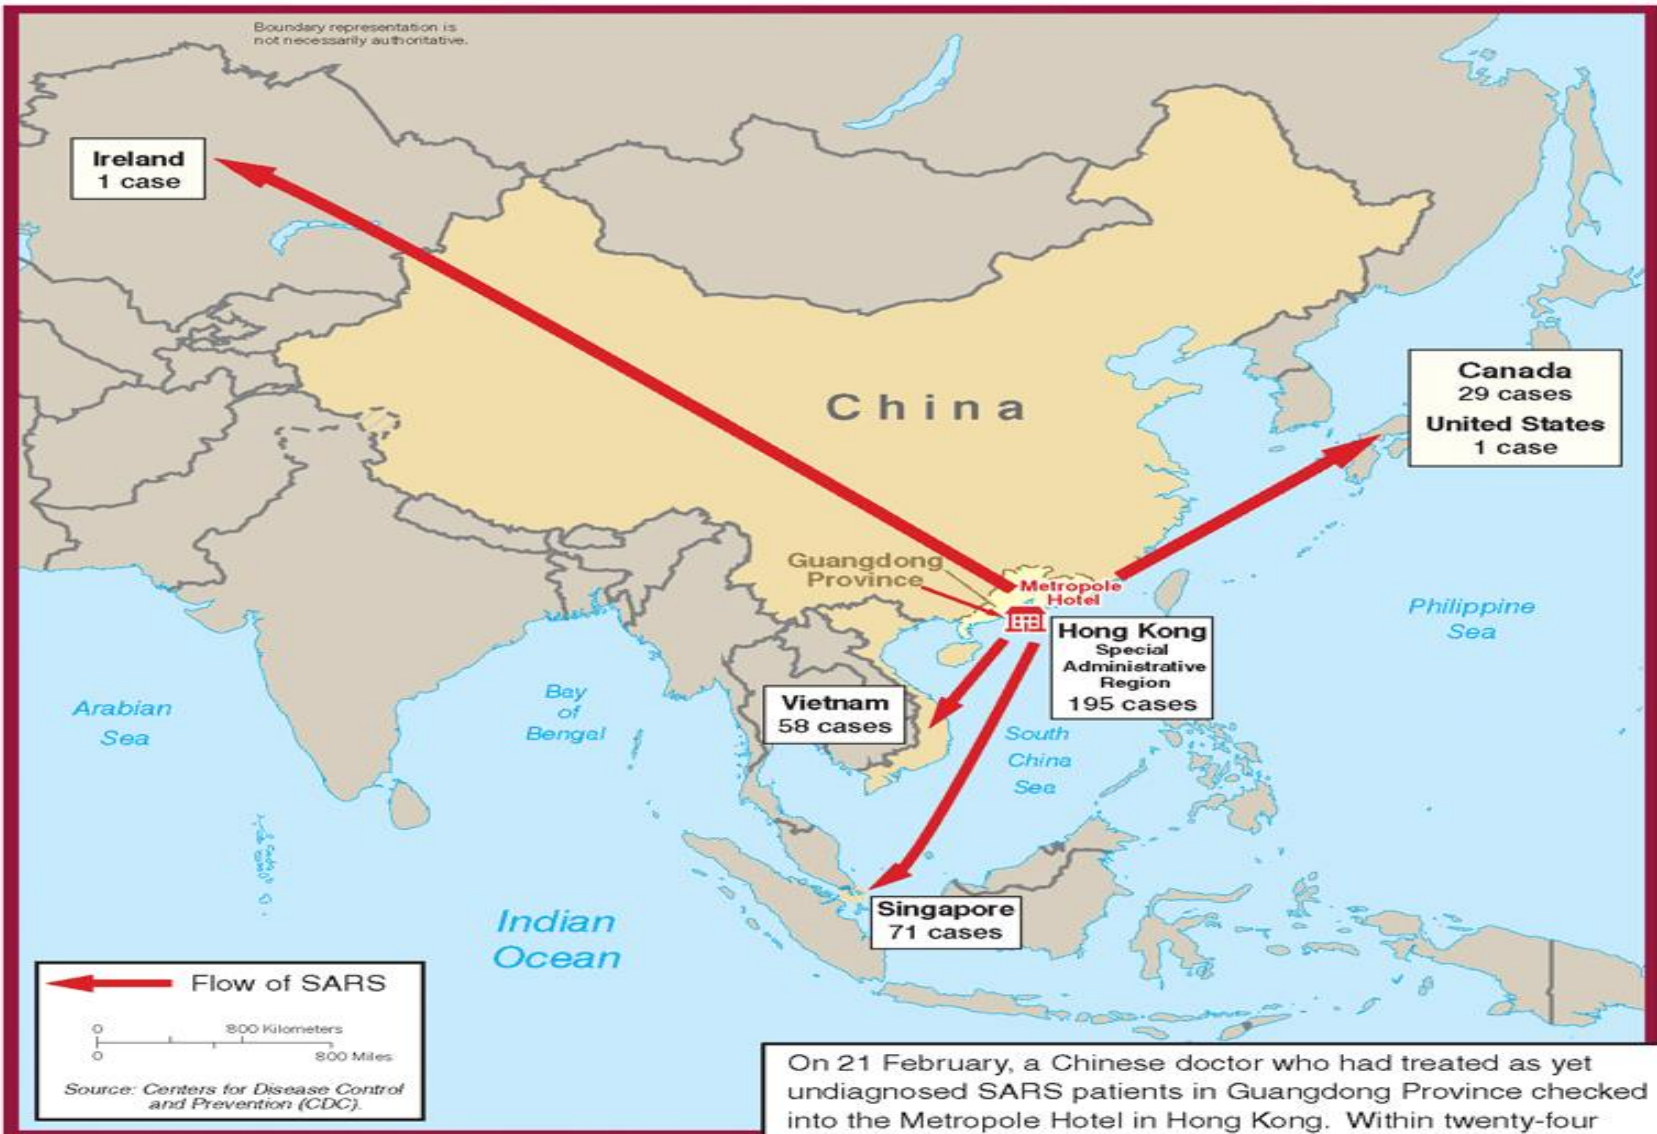 Boundary representation is
not necessarily authoritative.
Ireland
1 case
China
Canada
29 cases
United States
1 case
Guangdong
Province
Metropole
Hotel
Hong Kong
Special
Administrative
Region
195 cases
Philippine
Sea
Vietnam
58 cases
Arabian
Sea
Bay
of
Bengal
South
China
Sea
Singapore
71 cases
Indian
Ocean
Flow of SARS
0 800 Kilometers
0 800 Miles
Source: Centers for Disease Control
and Prevention (CDC).
On 21 February, a Chinese doctor who had treated as yet
undiagnosed SARS patients in Guangdong Province checked
into the Metropole Hotel in Hong Kong. Within twenty-four